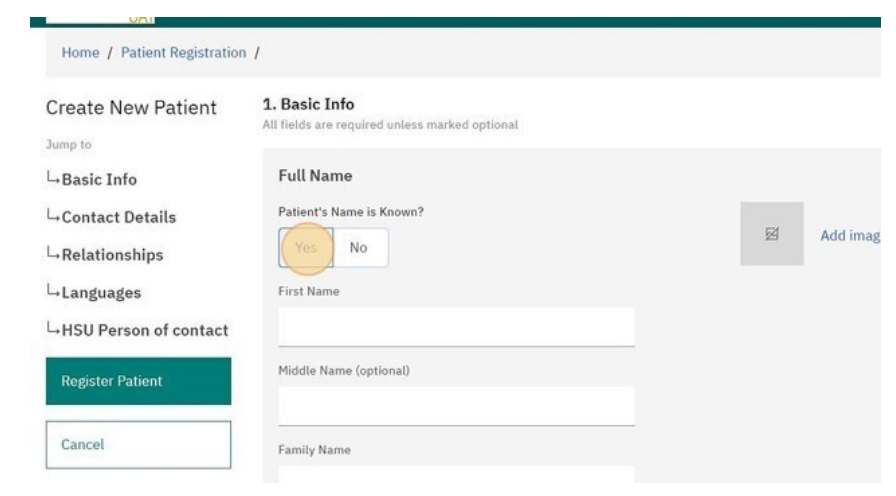 Home / Patient Registration /
Create New Patient
Jump to
Basic Info
Contact Details
Relationships
Languages
HSU Person of contact
Register Patient
Cancel
1. Basic Info
All fields are required unless marked optional
Full Name
Patient's Name is Known?
Yes No
Add imag
First Name
Middle Name (optional)
Family Name